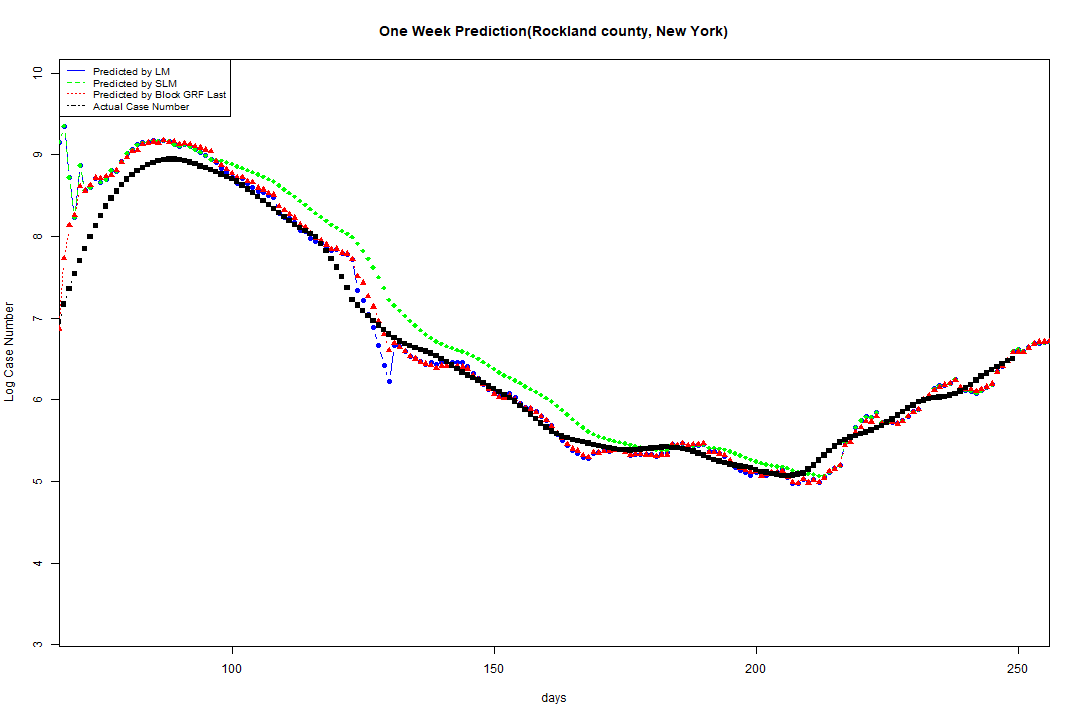 One Week Prediction(Rockland county, New York)
Predicted by LM
Predicted by SLM
Predicted by Block GRF Last
Actual Case Number
10
9
8
7
6
5
4
3
Log Case Number
100 150 200 250
days